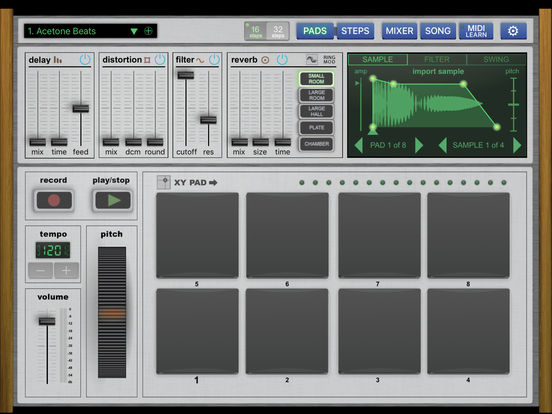 1. Acetone Beats
16 steps
32 steps
PADS
STEPS
MIXER
SONG
MIDI LEARN
delay
distortion
filter
reverb
RING MOD
mix time feed
mix dcm round
cutoff res
mix size time
SMALL ROOM
LARGE ROOM
LARGE HALL
PLATE
CHAMBER
SAMPLE
FILTER
SWING
amp
import sample
pitch
PAD 1 of 8
SAMPLE 1 of 4
record
play/stop
XY PAD
tempo
120
pitch
volume
5
6
7
8
1
2
3
4